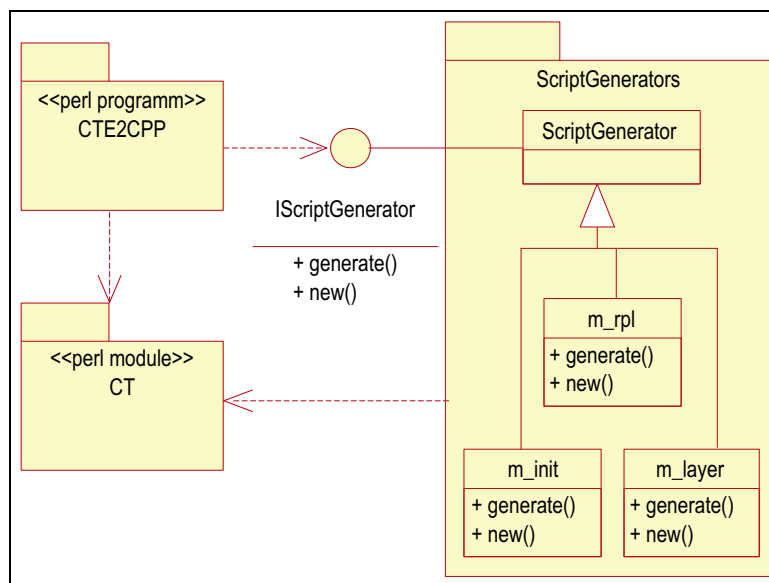 <<perl programm>>
CTE2CPP
ScriptGenerators
ScriptGenerator
IScriptGenerator
+ generate()
+ new()
<<perl module>>
CT
m_rpl
+ generate()
+ new()
m_init
+ generate()
+ new()
m_layer
+ generate()
+ new()